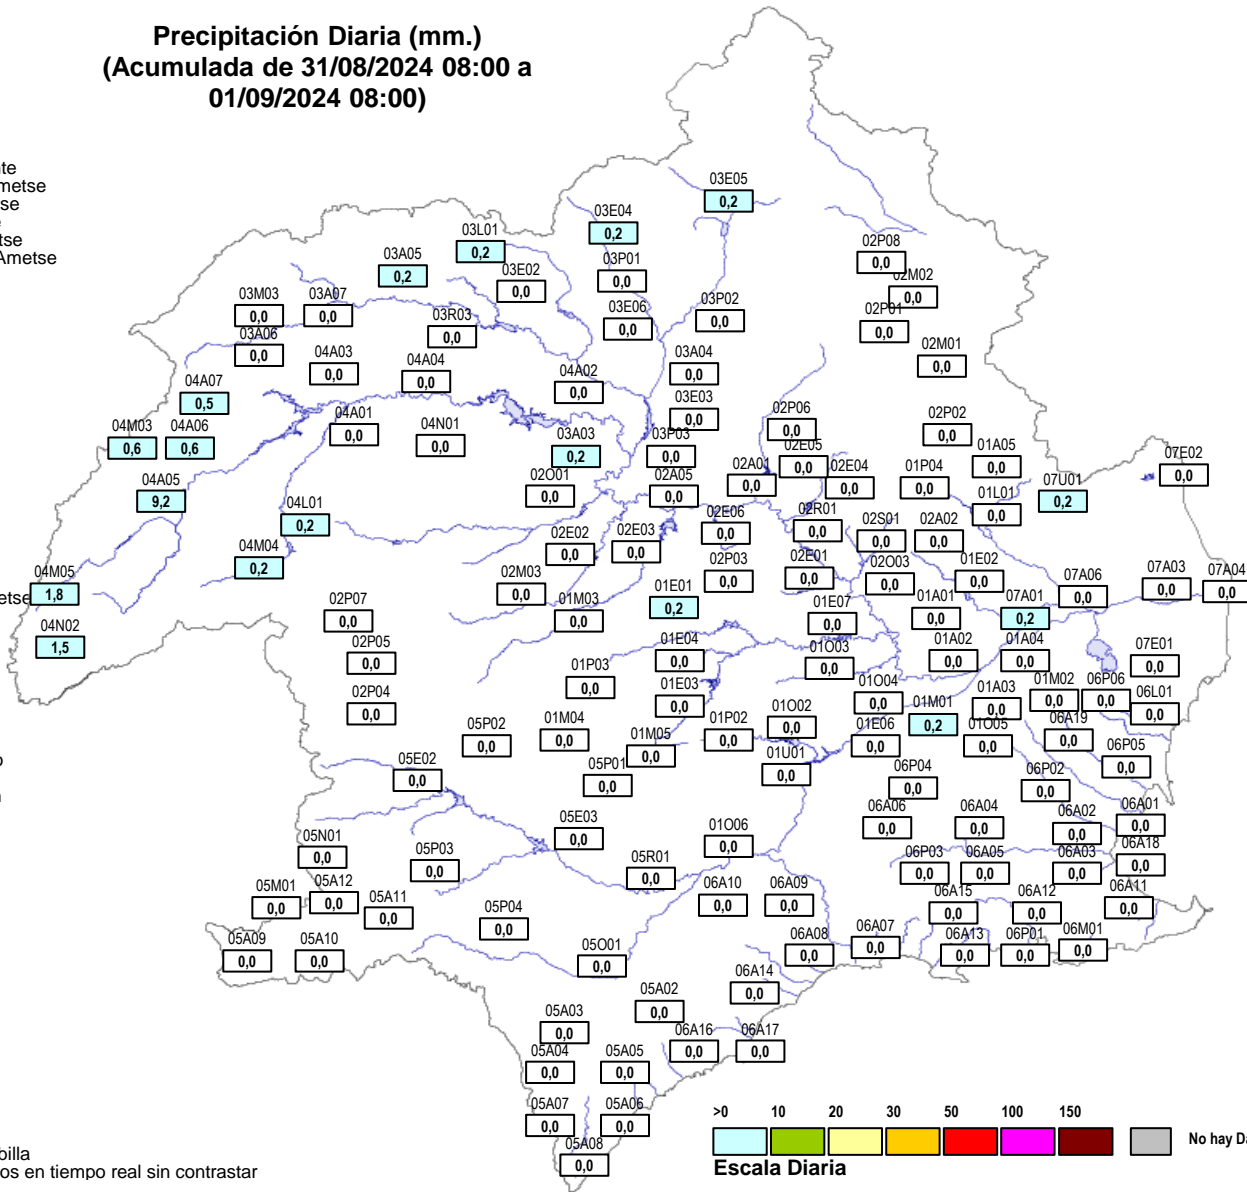 Precipitación Diaria (mm.)
(Acumulada de 31/08/2024 08:00 a
01/09/2024 08:00)
nte
metse
se
e
tse
Ametse
03E05
0,2
03E04
0,2
03L01
0,2
03A05
0,2
03P01
0,0
03E02
0,0
02P08
0,0
02M02
0,0
03M03
0,0
03A07
0,0
03P02
0,0
03E06
0,0
02P01
0,0
03R03
0,0
03A06
0,0
04A03
0,0
04A04
0,0
03A04
0,0
02M01
0,0
04A02
0,0
04A07
0,5
03E03
0,0
04A01
0,0
04N01
0,0
02P06
0,0
02P02
0,0
04M03
0,6
04A06
0,6
03A03
0,2
03P03
0,0
02E05
0,0
01A05
0,0
07E02
0,0
04A05
9,2
02O01
0,0
02A05
0,0
02A01
0,0
02E04
0,0
01P04
0,0
07U01
0,2
01L01
0,0
04L01
0,2
02E06
0,0
02R01
0,0
02S01
0,0
02A02
0,0
02E02
0,0
02E03
0,0
04M04
0,2
02P03
0,0
02E01
0,0
02O03
0,0
01E02
0,0
04M05
1,8
etse
02M03
0,0
01M03
0,0
01E01
0,2
07A06
0,0
07A03
0,0
07A04
0,0
02P07
0,0
01E07
0,0
01A01
0,0
07A01
0,2
04N02
1,5
02P05
0,0
01E04
0,0
01O03
0,0
01A02
0,0
01A04
0,0
07E01
0,0
01P03
0,0
01E03
0,0
01O04
0,0
01A03
0,0
01M02
0,0
06P06
0,0
06L01
0,0
02P04
0,0
01M01
0,2
05P02
0,0
01M04
0,0
01P02
0,0
01O02
0,0
01E06
0,0
01O05
0,0
06A19
0,0
01M05
0,0
o
05E02
0,0
05P01
0,0
01U01
0,0
06P04
0,0
06P02
0,0
06P05
0,0
06A06
0,0
06A04
0,0
06A02
0,0
06A01
0,0
05E03
0,0
01O06
0,0
05N01
0,0
05P03
0,0
05R01
0,0
06P03
0,0
06A05
0,0
06A03
0,0
06A18
0,0
05M01
0,0
05A12
0,0
05A11
0,0
06A10
0,0
06A09
0,0
06A15
0,0
06A12
0,0
06A11
0,0
05P04
0,0
05A09
0,0
05A10
0,0
05O01
0,0
06A08
0,0
06A07
0,0
06A13
0,0
06P01
0,0
06M01
0,0
06A14
0,0
05A02
0,0
05A03
0,0
06A16
0,0
06A17
0,0
05A04
0,0
05A05
0,0
05A07
0,0
05A06
0,0
05A08
0,0
>0 10 20 30 50 100 150
No hay Da
Escala Diaria
billa
os en tiempo real sin contrastar